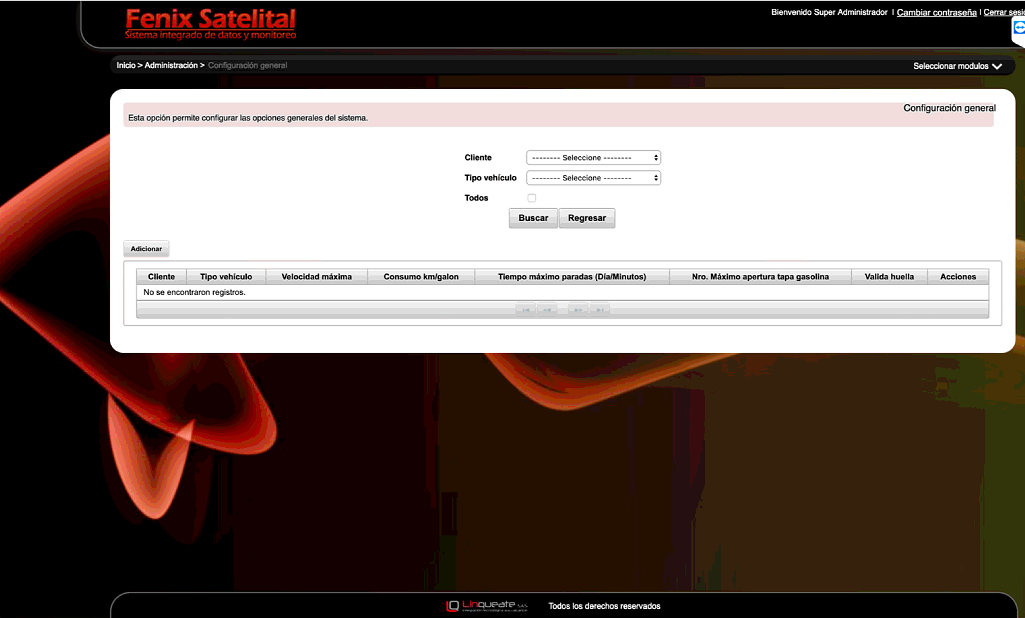 Fenix Satelital
Sistema integrado de datos y monitoreo
Bienvenido Super Administrador | Cambiar contraseña | Cerrar sesi
Inicio > Administración > Configuración general
Seleccionar modulos
Configuración general
Esta opción permite configurar las opciones generales del sistema.
Cliente -------- Seleccione --------
Tipo vehículo -------- Seleccione --------
Todos
Buscar Regresar
Adicionar
Cliente Tipo vehículo Velocidad máxima Consumo km/galon Tiempo máximo paradas (Día/Minutos) Nro. Máximo apertura tapa gasolina Valida huella Acciones
No se encontraron registros.
Linqueate
Todos los derechos reservados